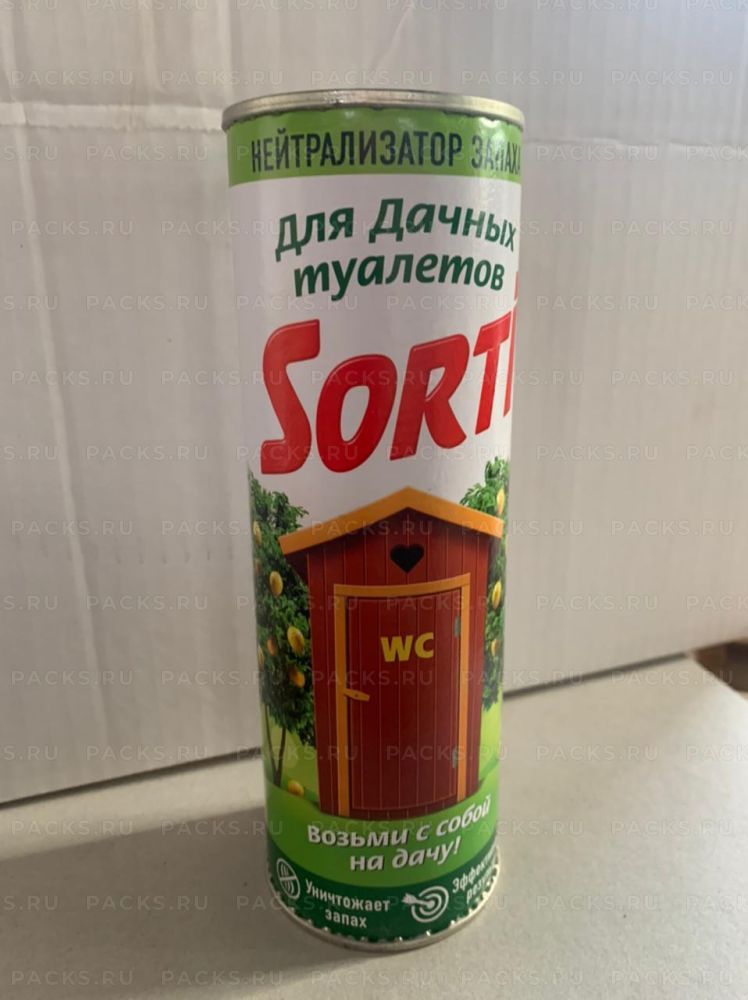 НЕЙТРАЛИЗАТОР ЗАПАХА
Для Дачных
туалетов
SORTI
WC
Возьми с собой
на дачу!
Уничтожает
запах
PACKS.RU